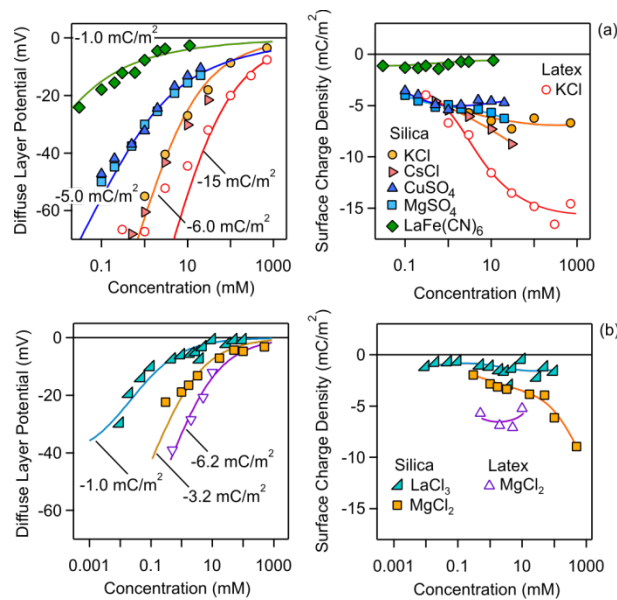 (a)
Diffuse Layer Potential (mV)
0
-20
-40
-60
-1.0 mC/m²
-5.0 mC/m²
-15 mC/m²
-6.0 mC/m²
0.1
10
1000
Concentration (mM)
Surface Charge Density (mC/m²)
0
-5
-10
-15
Latex
KCl
Silica
KCl
CsCl
CuSO₄
MgSO₄
LaFe(CN)₆
0.1
10
1000
Concentration (mM)
(b)
Diffuse Layer Potential (mV)
0
-20
-40
-60
-6.2 mC/m²
-3.2 mC/m²
-1.0 mC/m²
0.001
0.1
10
1000
Concentration (mM)
Surface Charge Density (mC/m²)
0
-5
-10
-15
Silica
LaCl₃
MgCl₂
Latex
MgCl₂
0.001
0.1
10
1000
Concentration (mM)